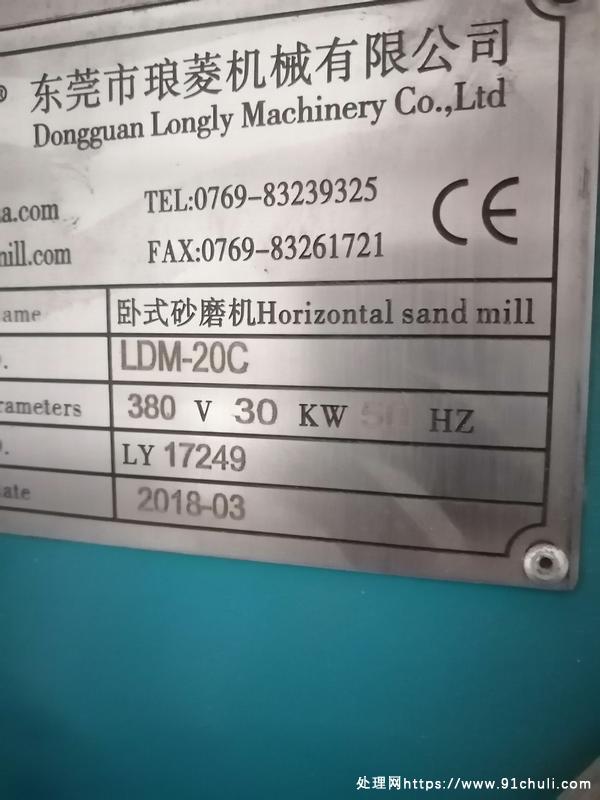 ® 东莞市琅菱机械有限公司
Dongguan Longly Machinery Co.,Ltd
a.com TEL:0769-83239325 CE
mill.com FAX:0769-83261721
ame 卧式砂磨机Horizontal sand mill
. LDM-20C
rameters 380 V 30 KW 50 HZ
. LY 17249
ate 2018-03
处理网https://www.91chuli.com